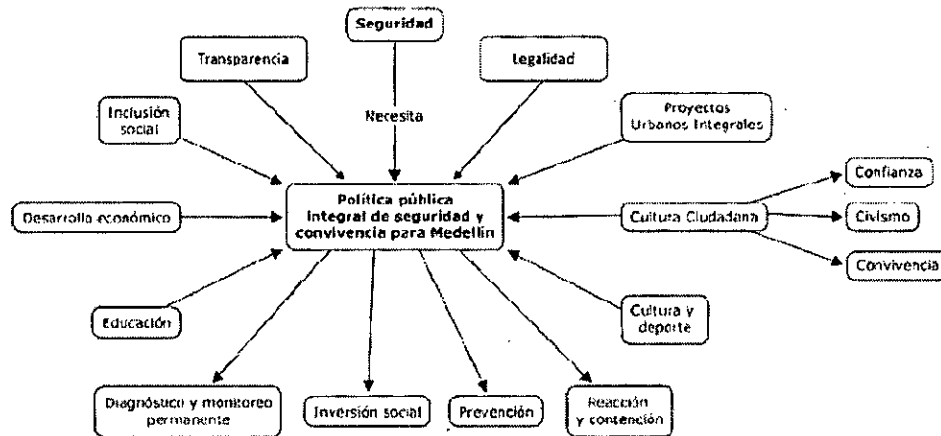 Seguridad
Transparencia
Legalidad
Inclusión
social
Necesita
Proyectos
Urbanos Integrales
Política pública
integral de seguridad y
convivencia para Medellín
Confianza
Desarrollo económico
Cultura Ciudadana
Civismo
Convivencia
Educación
Cultura y
deporte
Diagnóstico y monitoreo
permanente
Inversión social
Prevención
Reacción
y contención